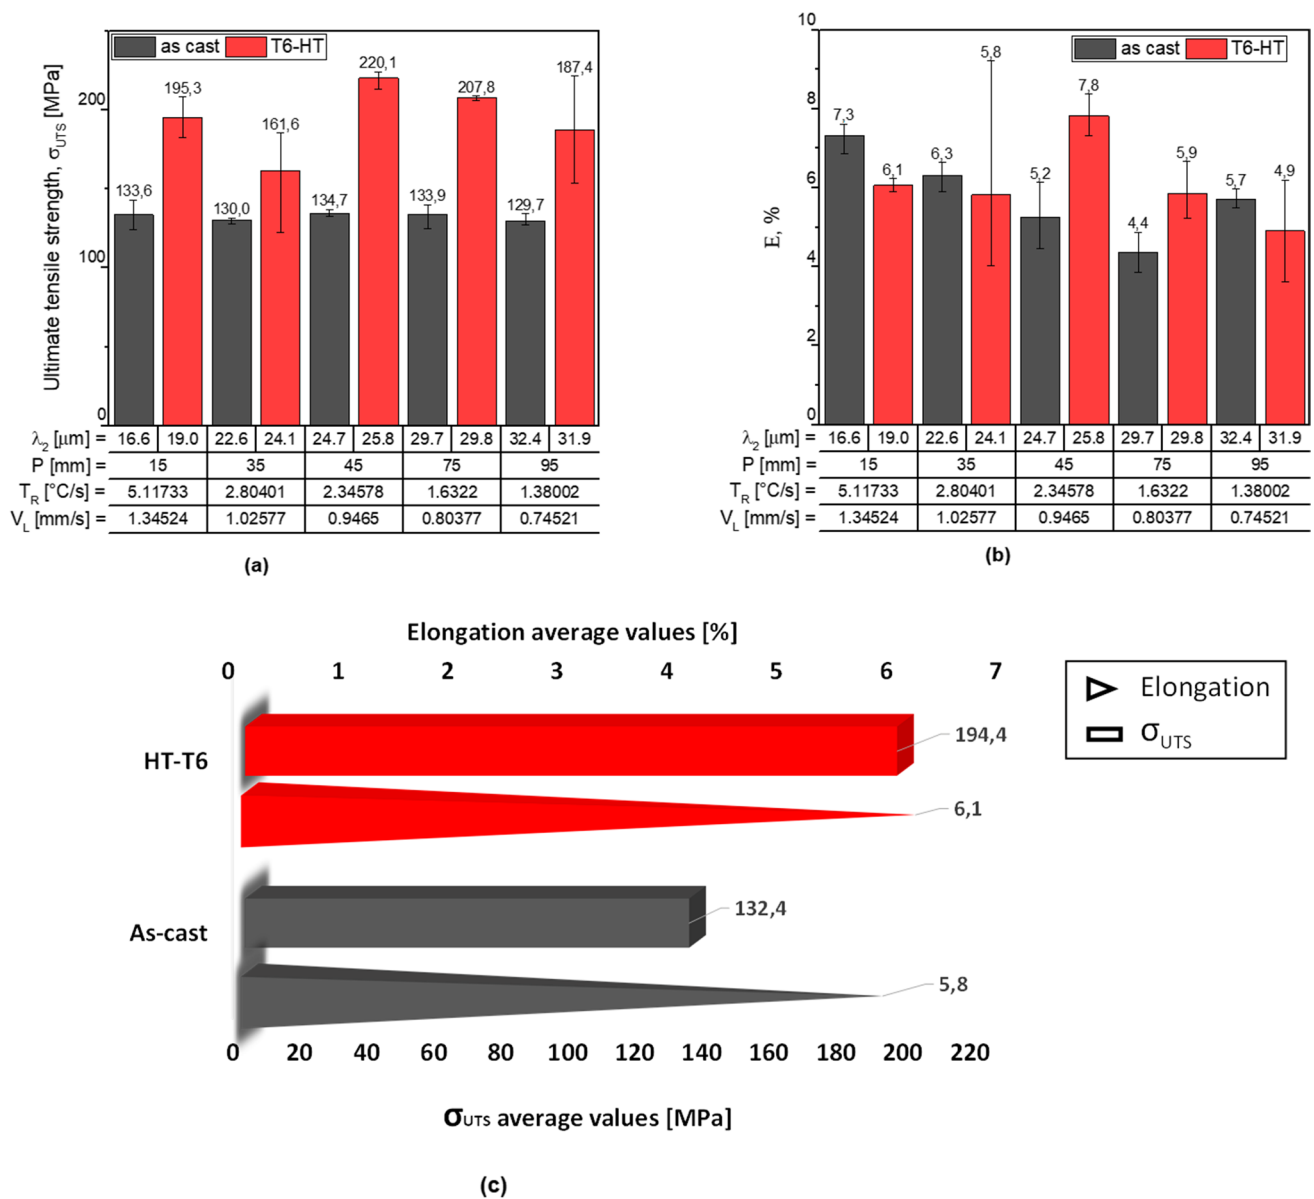 as cast T6-HT
Ultimate tensile strength, σUTS [MPa]
200
100
0
133,6 195,3 130,0 161,6 134,7 220,1 133,9 207,8 129,7 187,4
λ2 [μm] = 16.6 19.0 22.6 24.1 24.7 25.8 29.7 29.8 32.4 31.9
P [mm] = 15 35 45 75 95
TR [°C/s] = 5.11733 2.80401 2.34578 1.6322 1.38002
VL [mm/s] = 1.34524 1.02577 0.9465 0.80377 0.74521
(a)
as cast T6-HT
E, %
10
8
6
4
2
0
7,3 6,1 6,3 5,8 5,2 7,8 4,4 5,9 5,7 4,9
λ2 [μm] = 16.6 19.0 22.6 24.1 24.7 25.8 29.7 29.8 32.4 31.9
P [mm] = 15 35 45 75 95
TR [°C/s] = 5.11733 2.80401 2.34578 1.6322 1.38002
VL [mm/s] = 1.34524 1.02577 0.9465 0.80377 0.74521
(b)
Elongation average values [%]
0 1 2 3 4 5 6 7
Elongation
σUTS
HT-T6
194,4
6,1
As-cast
132,4
5,8
0 20 40 60 80 100 120 140 160 180 200 220
σUTS average values [MPa]
(c)